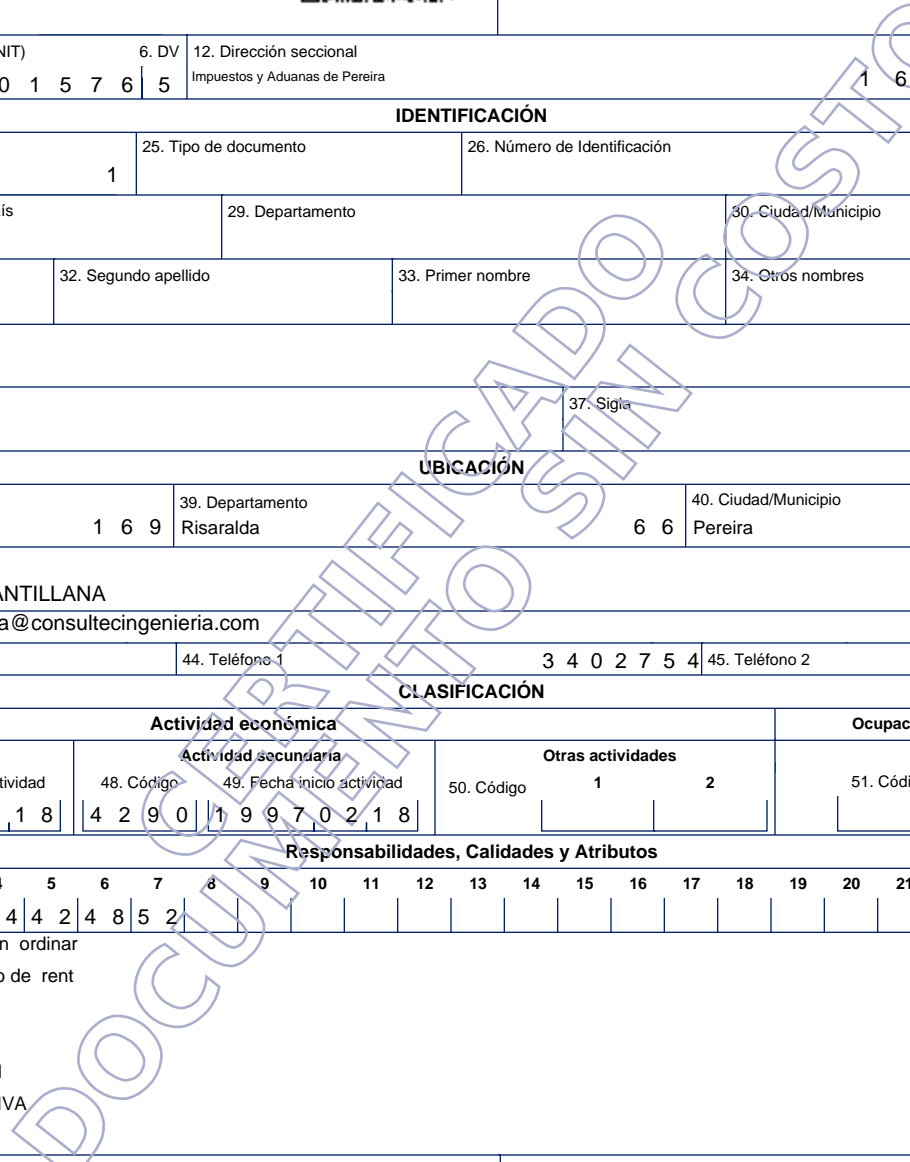 NIT) 6. DV 12. Dirección seccional
0 1 5 7 6 5 Impuestos y Aduanas de Pereira 1 6
IDENTIFICACIÓN
25. Tipo de documento 26. Número de Identificación
1
ís 29. Departamento 30. Ciudad/Municipio
32. Segundo apellido 33. Primer nombre 34. Otros nombres
37. Sigla
UBICACIÓN
39. Departamento 40. Ciudad/Municipio
1 6 9 Risaralda 6 6 Pereira
ANTILLANA
a@consultecingenieria.com
44. Teléfono 1 3 4 0 2 7 5 4 45. Teléfono 2
CLASIFICACIÓN
Actividad económica Ocupac
Actividad secundaria Otras actividades
tividad 48. Código 49. Fecha inicio actividad 50. Código 1 2 51. Códi
1 8 4 2 9 0 1 9 9 7 0 2 1 8
Responsabilidades, Calidades y Atributos
4 5 6 7 8 9 10 11 12 13 14 15 16 17 18 19 20 21
4 4 2 4 8 5 2
n ordinar
o de rent
IVA
CERTIFICADO
DOCUMENTO SIN COSTO